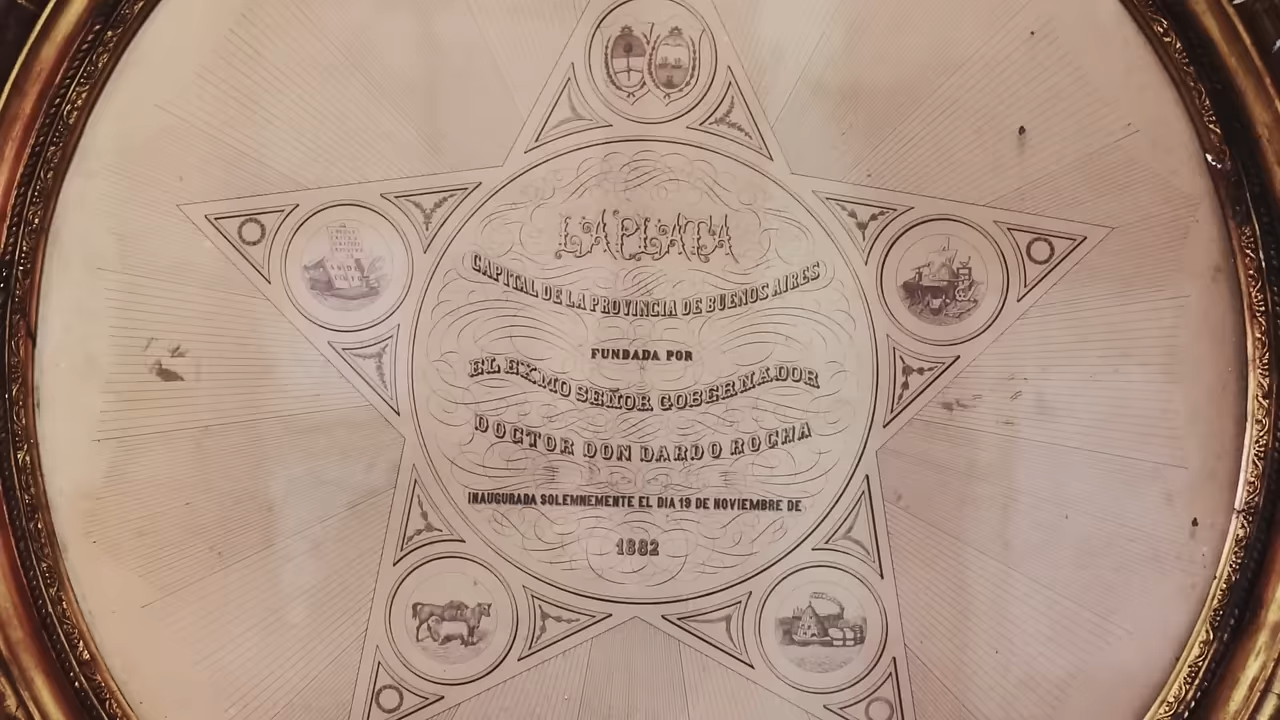 LA PLATA
CAPITAL DE LA PROVINCIA DE BUENOS AIRES
FUNDADA POR
EL EXMO SEÑOR GOBERNADOR
DOCTOR DON DARDO ROCHA
INAUGURADA SOLEMNEMENTE EL DIA 19 DE NOVIEMBRE DE
1882